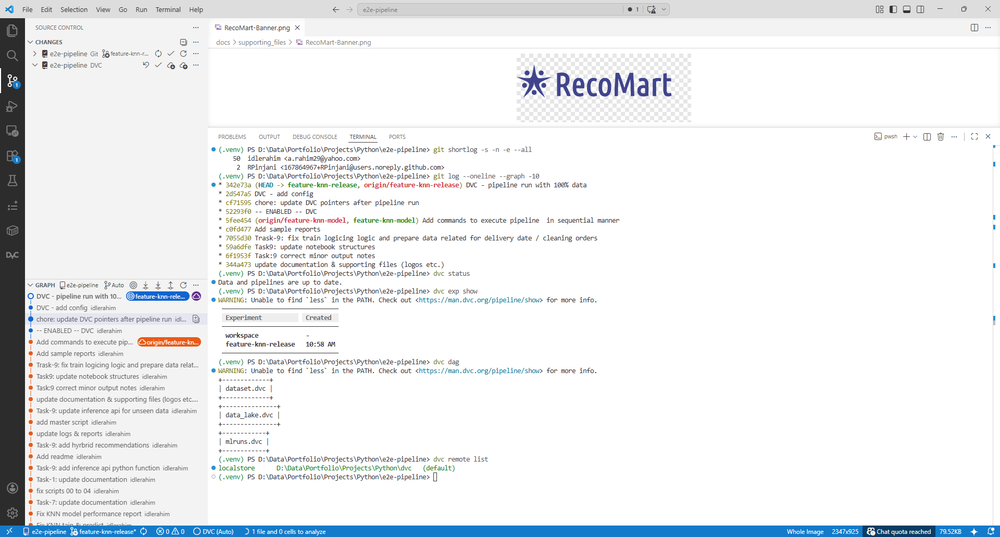 File Edit Selection View Go Run Terminal Help
e2e-pipeline
1
SOURCE CONTROL
CHANGES
e2e-pipeline Git feature-knn-r...
e2e-pipeline DVC
1
1
DVC
GRAPH e2e-pipeline Auto
DVC - pipeline run with 10... feature-knn-rele...
DVC - add config idlerahim
chore: update DVC pointers after pipeline run idl...
-- ENABLED -- DVC idlerahim
Add commands to execute pip... origin/feature-kn...
Add sample reports idlerahim
Trask-9: fix train logicing logic and prepare data relat...
Task9: update notebook structures idlerahim
Task:9 correct minor output notes idlerahim
update documentation & supporting files (logos etc....
Task-9: update inference api for unseen data idlerahim
add master script idlerahim
update logs & reports idlerahim
Task-9: add hyrbrid recommendations idlerahim
Add readme idlerahim
Task-9: add inference api python function idlerahim
Task-1: update documentation idlerahim
fix scripts 00 to 04 idlerahim
Task-7: update documentation idlerahim
Fix KNN model performance report idlerahim
Fix KNN tain & predict idlerahim
RecoMart-Banner.png
docs > supporting_files > RecoMart-Banner.png
RecoMart
PROBLEMS OUTPUT DEBUG CONSOLE TERMINAL PORTS
pwsh
(.venv) PS D:\Data\Portfolio\Projects\Python\e2e-pipeline> git shortlog -s -n -e --all
50 idlerahim <a.rahim29@yahoo.com>
2 RPinjani <167864967+RPinjani@users.noreply.github.com>
(.venv) PS D:\Data\Portfolio\Projects\Python\e2e-pipeline> git log --oneline --graph -10
* 342e73a (HEAD -> feature-knn-release, origin/feature-knn-release) DVC - pipeline run with 100% data
* 2d547a5 DVC - add config
* cf71595 chore: update DVC pointers after pipeline run
* 52293f0 -- ENABLED -- DVC
* 5fee454 (origin/feature-knn-model, feature-knn-model) Add commands to execute pipeline  in sequential manner
* c0fd477 Add sample reports
* 7055d30 Trask-9: fix train logicing logic and prepare data related for delivery date / cleaning orders
* 59a6dfe Task9: update notebook structures
* 6f1953f Task:9 correct minor output notes
* 344a473 update documentation & supporting files (logos etc.)
(.venv) PS D:\Data\Portfolio\Projects\Python\e2e-pipeline> dvc status
Data and pipelines are up to date.
(.venv) PS D:\Data\Portfolio\Projects\Python\e2e-pipeline> dvc exp show
WARNING: Unable to find `less` in the PATH. Check out <https://man.dvc.org/pipeline/show> for more info.
Experiment Created
workspace -
feature-knn-release 10:58 AM
(.venv) PS D:\Data\Portfolio\Projects\Python\e2e-pipeline> dvc dag
WARNING: Unable to find `less` in the PATH. Check out <https://man.dvc.org/pipeline/show> for more info.
+-------------+
| dataset.dvc |
+-------------+
+---------------+
| data_lake.dvc |
+---------------+
+------------+
| mlruns.dvc |
+------------+
(.venv) PS D:\Data\Portfolio\Projects\Python\e2e-pipeline> dvc remote list
localstore D:\Data\Portfolio\Projects\Python\dvc (default)
(.venv) PS D:\Data\Portfolio\Projects\Python\e2e-pipeline>
e2e-pipeline feature-knn-release* 0 0 DVC (Auto) 1 file and 0 cells to analyze Whole Image 2347x925 Chat quota reached 79.52KB